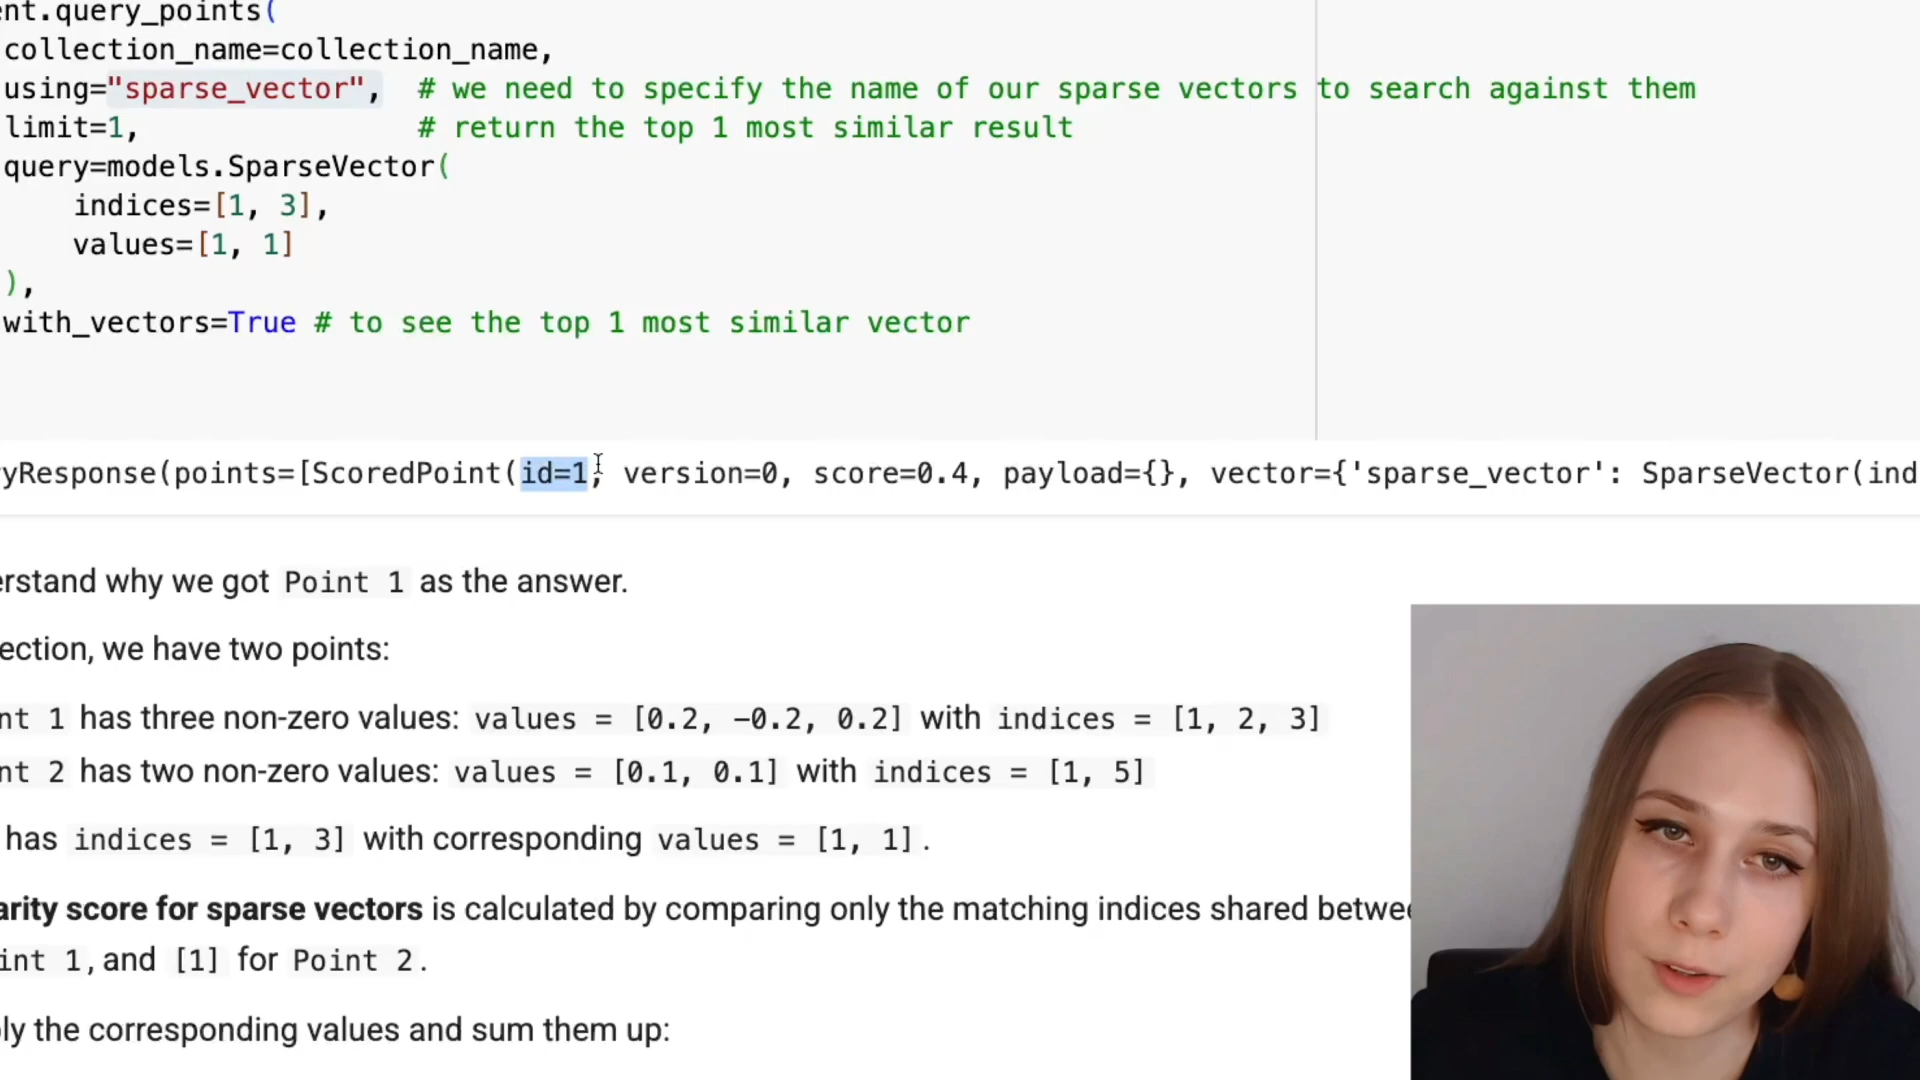 ent.query_points(
collection_name=collection_name,
using="sparse_vector", # we need to specify the name of our sparse vectors to search against them
limit=1, # return the top 1 most similar result
query=models.SparseVector(
indices=[1, 3],
values=[1, 1]
),
with_vectors=True # to see the top 1 most similar vector
yResponse(points=[ScoredPoint(id=1, version=0, score=0.4, payload={}, vector={'sparse_vector': SparseVector(ind
erstand why we got Point 1 as the answer.
ection, we have two points:
nt 1 has three non-zero values: values = [0.2, −0.2, 0.2] with indices = [1, 2, 3]
nt 2 has two non-zero values: values = [0.1, 0.1] with indices = [1, 5]
has indices = [1, 3] with corresponding values = [1, 1].
arity score for sparse vectors is calculated by comparing only the matching indices shared betwee
int 1, and [1] for Point 2.
ly the corresponding values and sum them up: